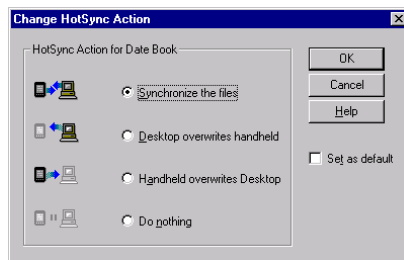 Change HotSync Action
HotSync Action for Date Book
Synchronize the files
Desktop overwrites handheld
Handheld overwrites Desktop
Do nothing
OK
Cancel
Help
Set as default